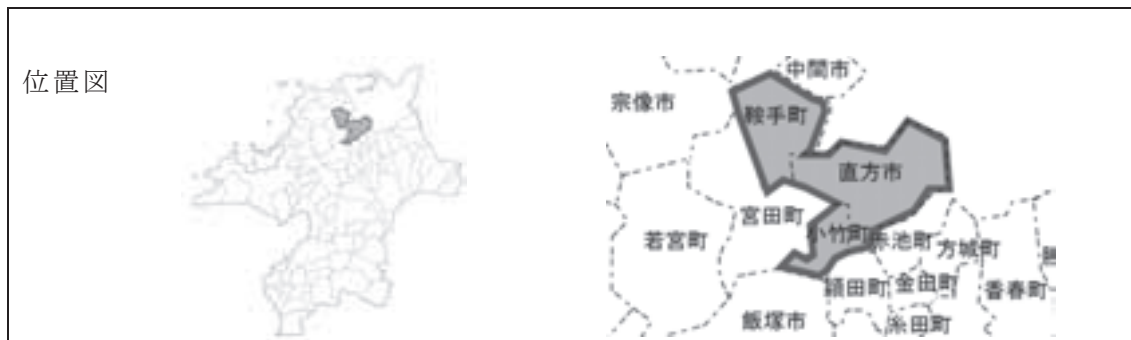 位置図
中間市
宗像市
鞍手町
直方市
宮田町
若宮町
小竹町
赤池町
方城町
頴田町
金田町
香春町
飯塚市
糸田町